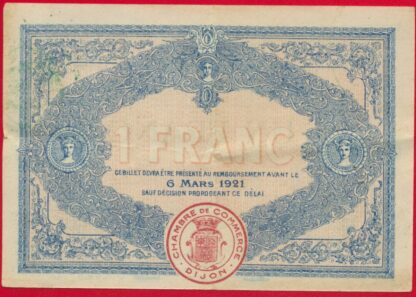 1 FRANC
CE BILLET DEVRA ÊTRE PRÉSENTÉ AU REMBOURSEMENT AVANT LE
6 MARS 1921
SAUF DÉCISION PROROGEANT CE DÉLAI
CHAMBRE DE COMMERCE
DIJON